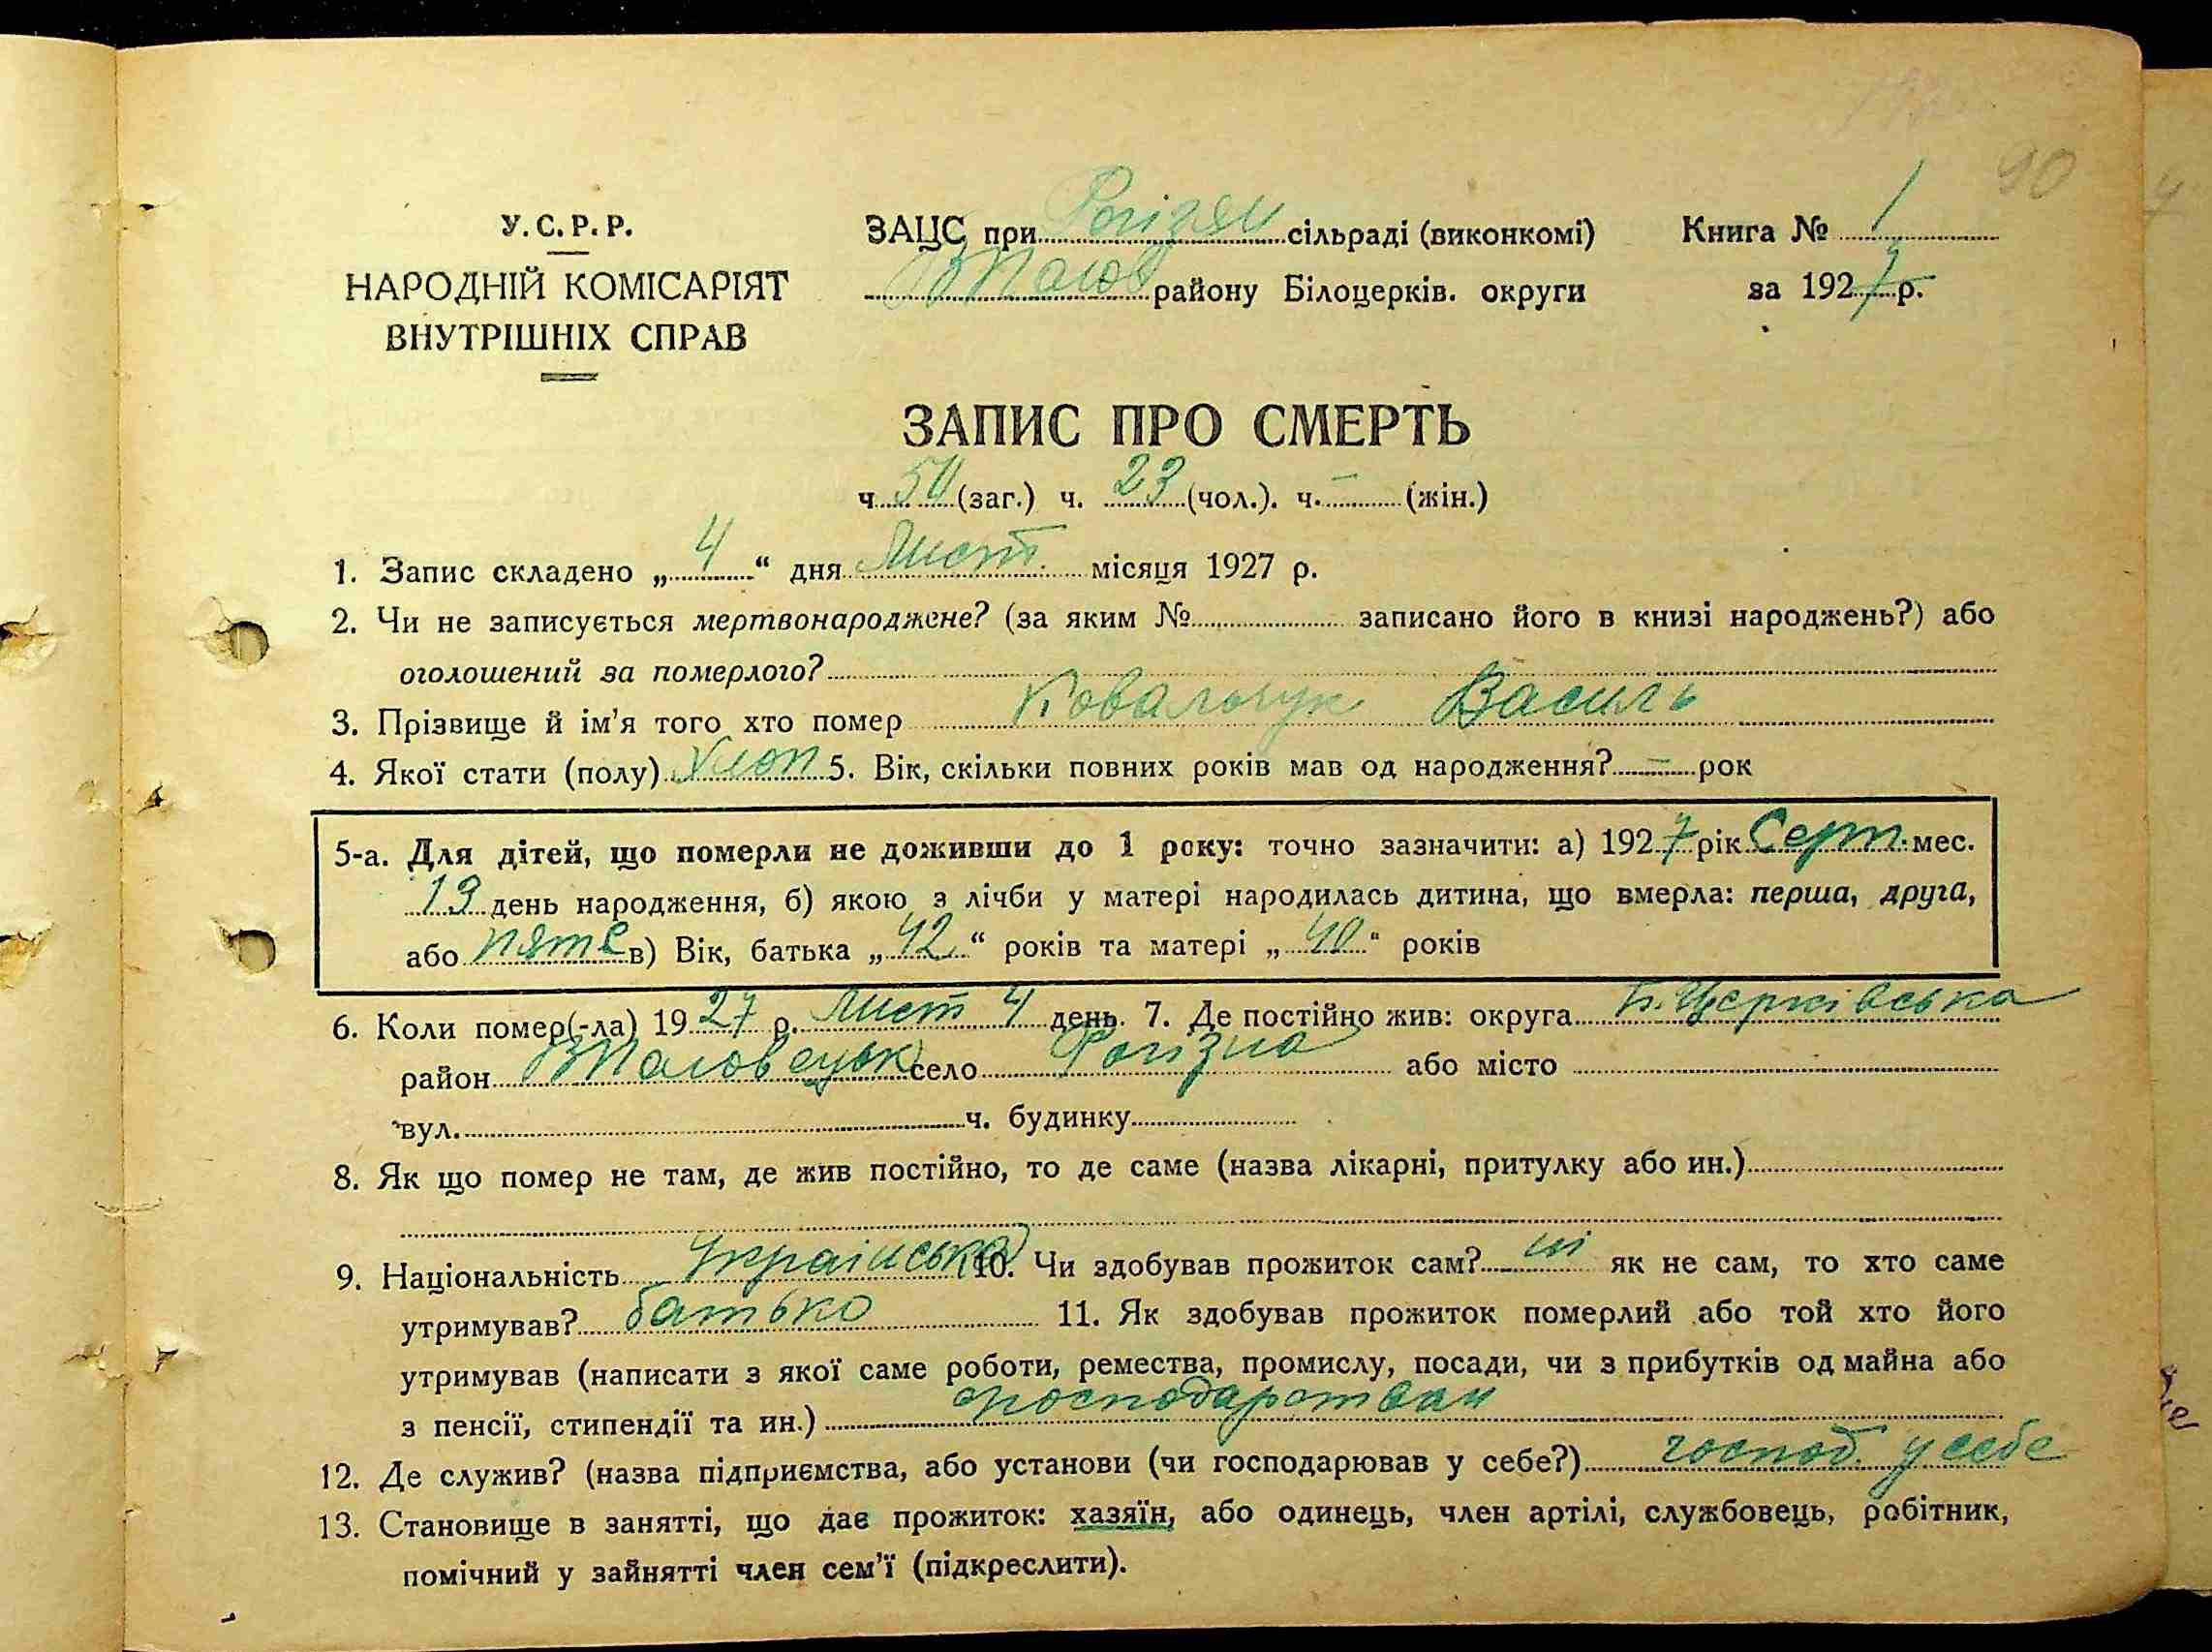 90
У.С.Р.Р.
НАРОДНІЙ КОМІСАРІЯТ
ВНУТРІШНІХ СПРАВ
ЗАЦС при сільраді (виконкомі)
району Білоцерків. округи
Книга № 1
за 1927 р.
ЗАПИС ПРО СМЕРТЬ
ч. 50 (заг.) ч. 23 (чол.). ч. – (жін.)
1. Запис складено „ 4 “ дня Лист. місяця 1927 р.
2. Чи не записується мертвонароджене? (за яким № записано його в книзі народжень?) або
оголошений за померлого?
3. Прізвище й ім’я того хто помер Ковальчук Василь
4. Якої стати (полу) Хлоп 5. Вік, скільки повних років мав од народження? – рок
5-а. Для дітей, що померли не доживши до 1 року: точно зазначити: а) 1927 рік Серп. мес.
13 день народження, б) якою з лічби у матері народилась дитина, що вмерла: перша, друга,
або пяте в) Вік, батька „ 42 “ років та матері „ 40 “ років
6. Коли помер(-ла) 1927 р. Лист 4 день. 7. Де постійно жив: округа Б. Церківська
район село Рогізна або місто
вул. ч. будинку
8. Як що помер не там, де жив постійно, то де саме (назва лікарні, притулку або ин.)
9. Національність Українська 10. Чи здобував прожиток сам? ні як не сам, то хто саме
утримував? батько 11. Як здобував прожиток померлий або той хто його
утримував (написати з якої саме роботи, ремества, промислу, посади, чи з прибутків од майна або
з пенсії, стипендії та ин.)
12. Де служив? (назва підприємства, або установи (чи господарював у себе?) господ. у себе
13. Становище в занятті, що дає прожиток: хазяїн, або одинець, член артілі, службовець, робітник,
помічний у зайнятті член сем’ї (підкреслити).